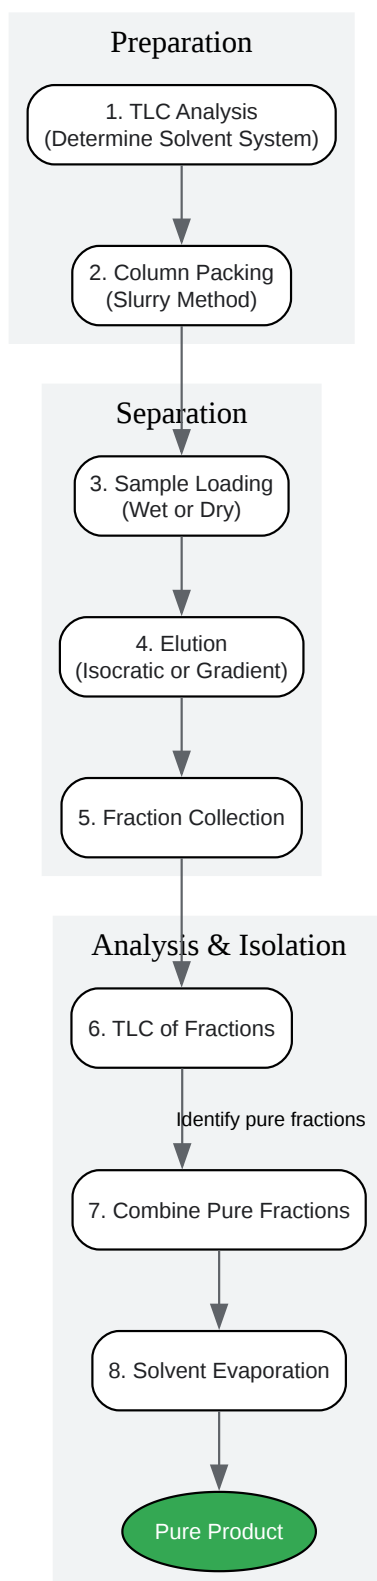 Preparation
1. TLC Analysis
(Determine Solvent System)
2. Column Packing
(Slurry Method)
Separation
3. Sample Loading
(Wet or Dry)
4. Elution
(Isocratic or Gradient)
5. Fraction Collection
Analysis & Isolation
6. TLC of Fractions
Identify pure fractions
7. Combine Pure Fractions
8. Solvent Evaporation
Pure Product